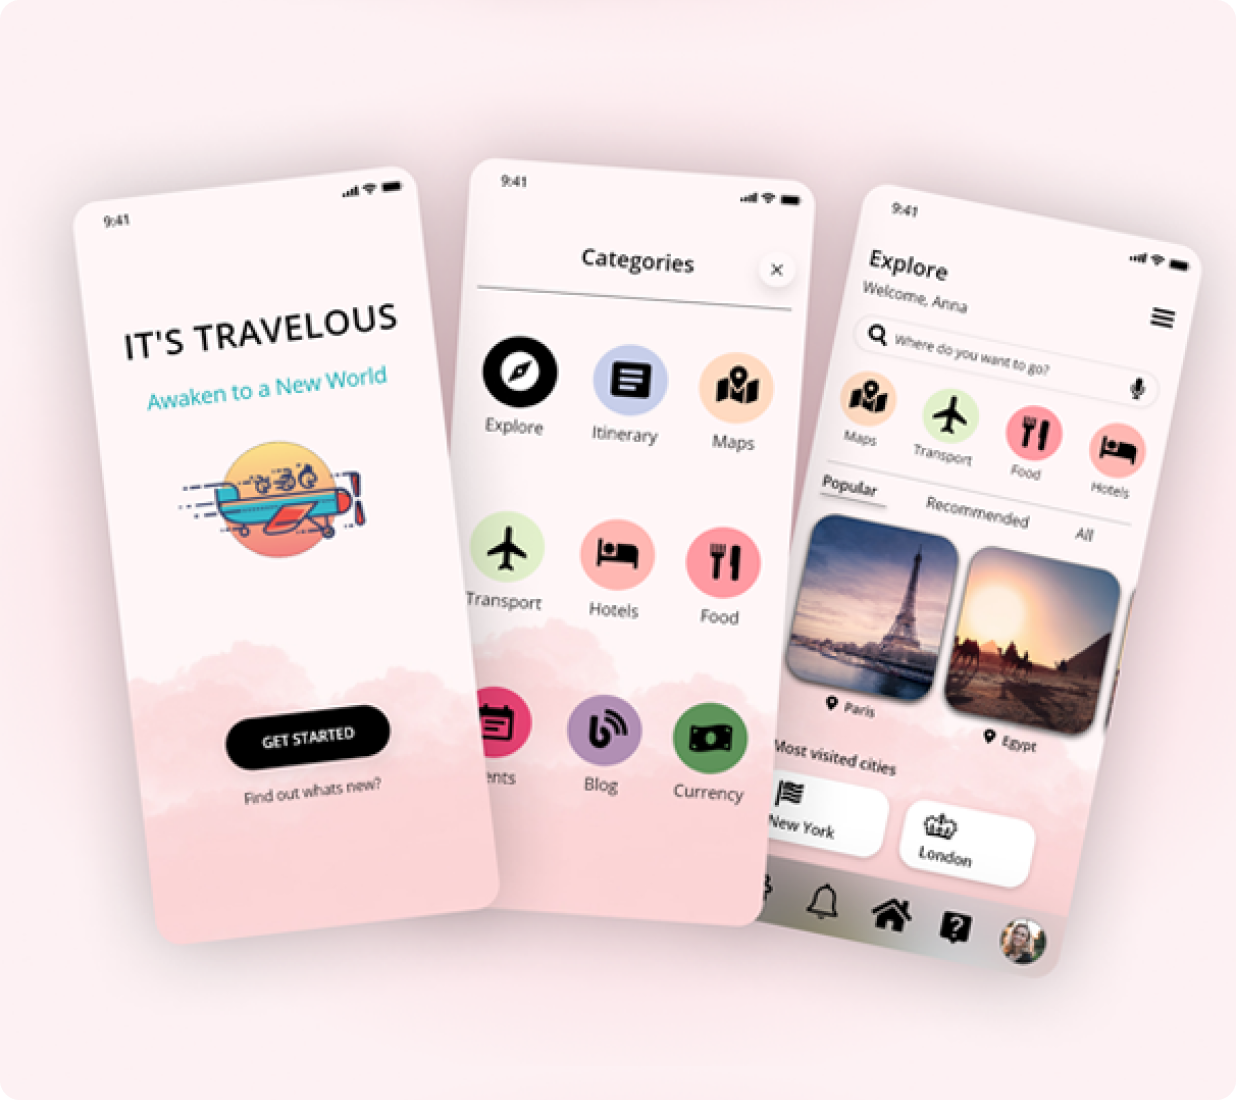 9:41
IT'S TRAVELOUS
Awaken to a New World
GET STARTED
Find out whats new?
9:41
Categories
Explore
Itinerary
Maps
Transport
Hotels
Food
ents
Blog
Currency
9:41
Explore
Welcome, Anna
Where do you want to go?
Maps
Transport
Food
Hotels
Popular
Recommended
All
Paris
Egypt
Most visited cities
New York
London